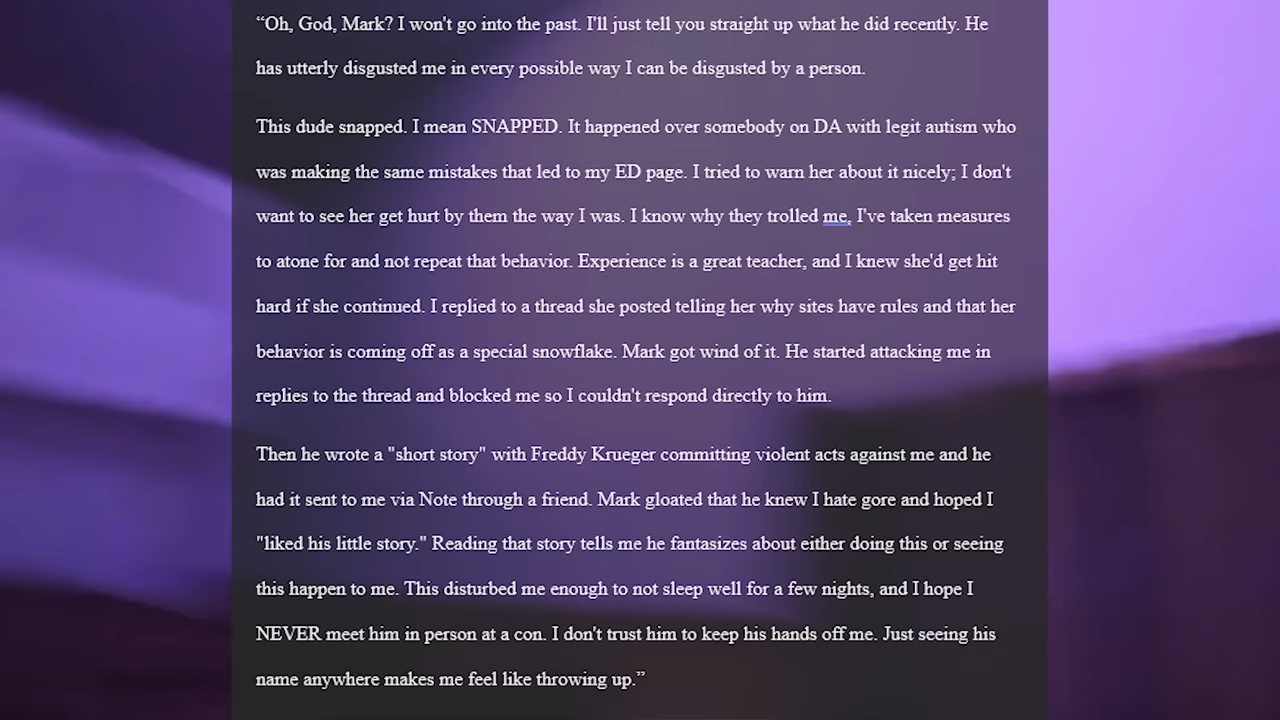 “Oh, God, Mark? I won't go into the past. I'll just tell you straight up what he did recently. He
has utterly disgusted me in every possible way I can be disgusted by a person.
This dude snapped. I mean SNAPPED. It happened over somebody on DA with legit autism who
was making the same mistakes that led to my ED page. I tried to warn her about it nicely; I don't
want to see her get hurt by them the way I was. I know why they trolled me, I've taken measures
to atone for and not repeat that behavior. Experience is a great teacher, and I knew she'd get hit
hard if she continued. I replied to a thread she posted telling her why sites have rules and that her
behavior is coming off as a special snowflake. Mark got wind of it. He started attacking me in
replies to the thread and blocked me so I couldn't respond directly to him.
Then he wrote a "short story" with Freddy Krueger committing violent acts against me and he
had it sent to me via Note through a friend. Mark gloated that he knew I hate gore and hoped I
"liked his little story." Reading that story tells me he fantasizes about either doing this or seeing
this happen to me. This disturbed me enough to not sleep well for a few nights, and I hope I
NEVER meet him in person at a con. I don't trust him to keep his hands off me. Just seeing his
name anywhere makes me feel like throwing up.”